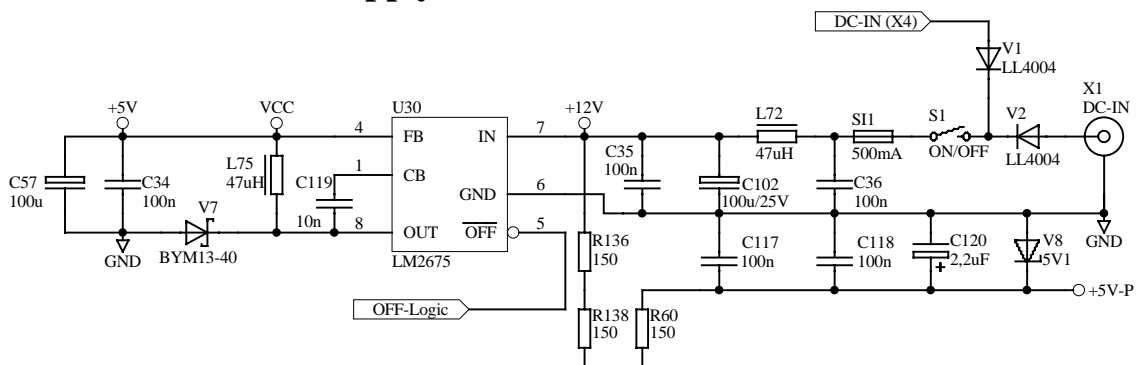 DC-IN (X4)
V1
LL4004
X1
DC-IN
+5V
VCC
U30
+12V
L72
47uH
SI1
500mA
S1
ON/OFF
V2
LL4004
4
FB
IN
7
L75
47uH
C35
100n
C57
100u
C34
100n
C119
10n
1
CB
GND
6
C102
100u/25V
C36
100n
V7
BYM13-40
GND
8
OUT
OFF
5
LM2675
R136
150
C117
100n
C118
100n
C120
2,2uF
+
V8
5V1
GND
OFF-Logic
+5V-P
R138
150
R60
150